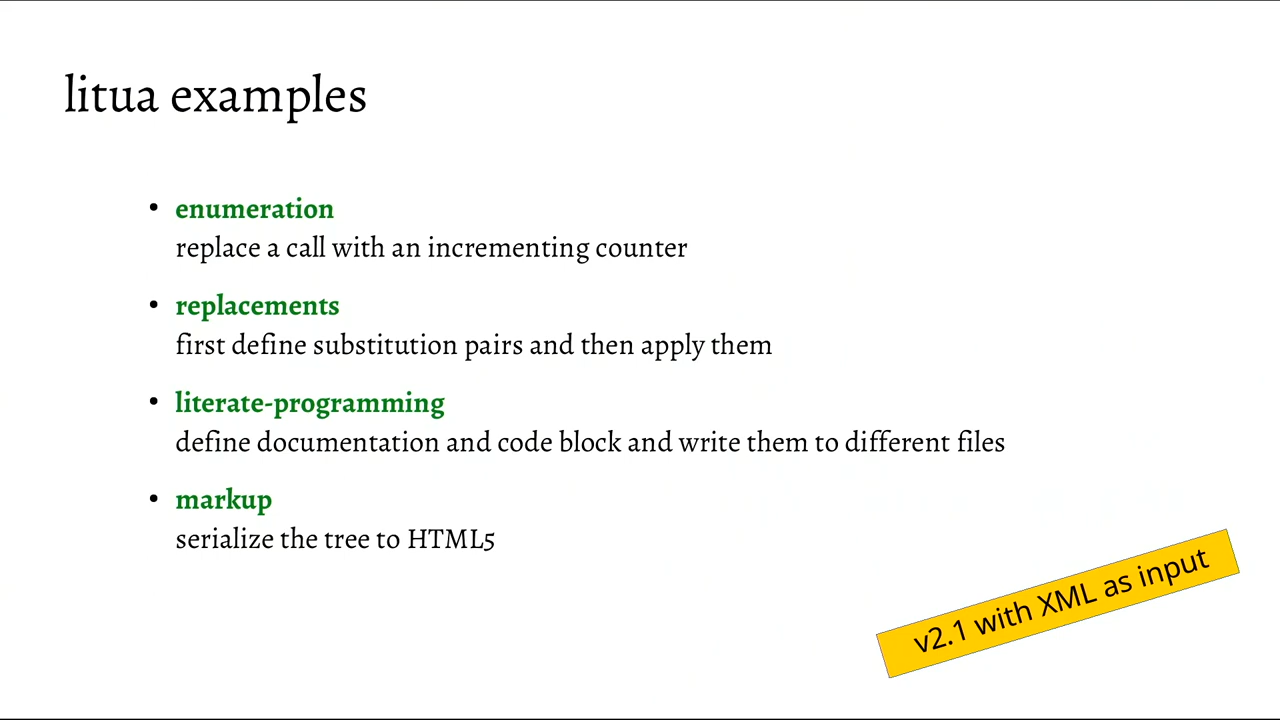 litua examples
• enumeration
replace a call with an incrementing counter
• replacements
first define substitution pairs and then apply them
• literate-programming
define documentation and code block and write them to different files
• markup
serialize the tree to HTML5
v2.1 with XML as input